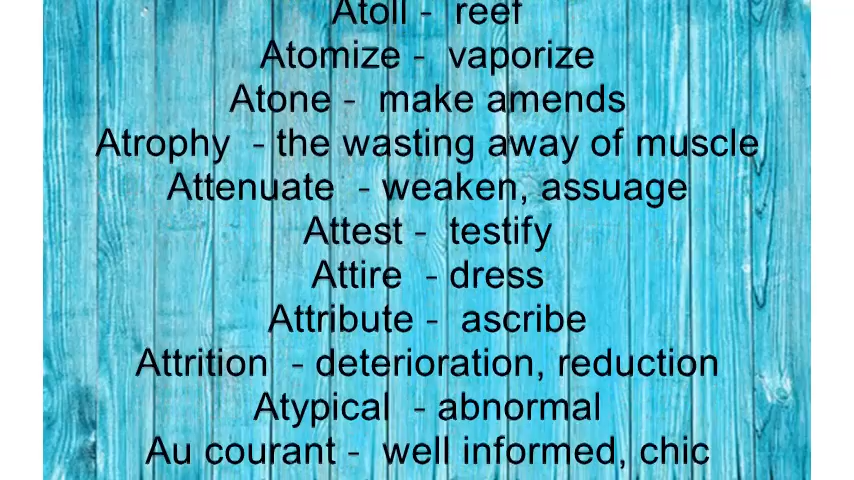 Atoll - reef
Atomize - vaporize
Atone - make amends
Atrophy - the wasting away of muscle
Attenuate - weaken, assuage
Attest - testify
Attire - dress
Attribute - ascribe
Attrition - deterioration, reduction
Atypical - abnormal
Au courant - well informed, chic